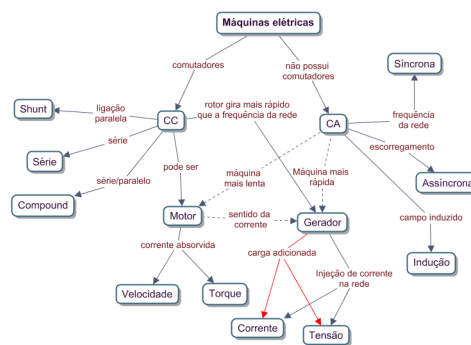 Máquinas elétricas
comutadores
não possui
comutadores
Síncrona
Shunt
ligação
paralela
CC
rotor gira mais rápido
que a frequência da rede
CA
frequência
da rede
série
escorregamento
Série
pode ser
máquina
mais lenta
Máquina mais
rápida
Assíncrona
série/paralelo
Compound
Motor
sentido da
corrente
Gerador
campo induzido
corrente absorvida
carga adicionada
Indução
Injeção de corrente
na rede
Velocidade
Torque
Corrente
Tensão